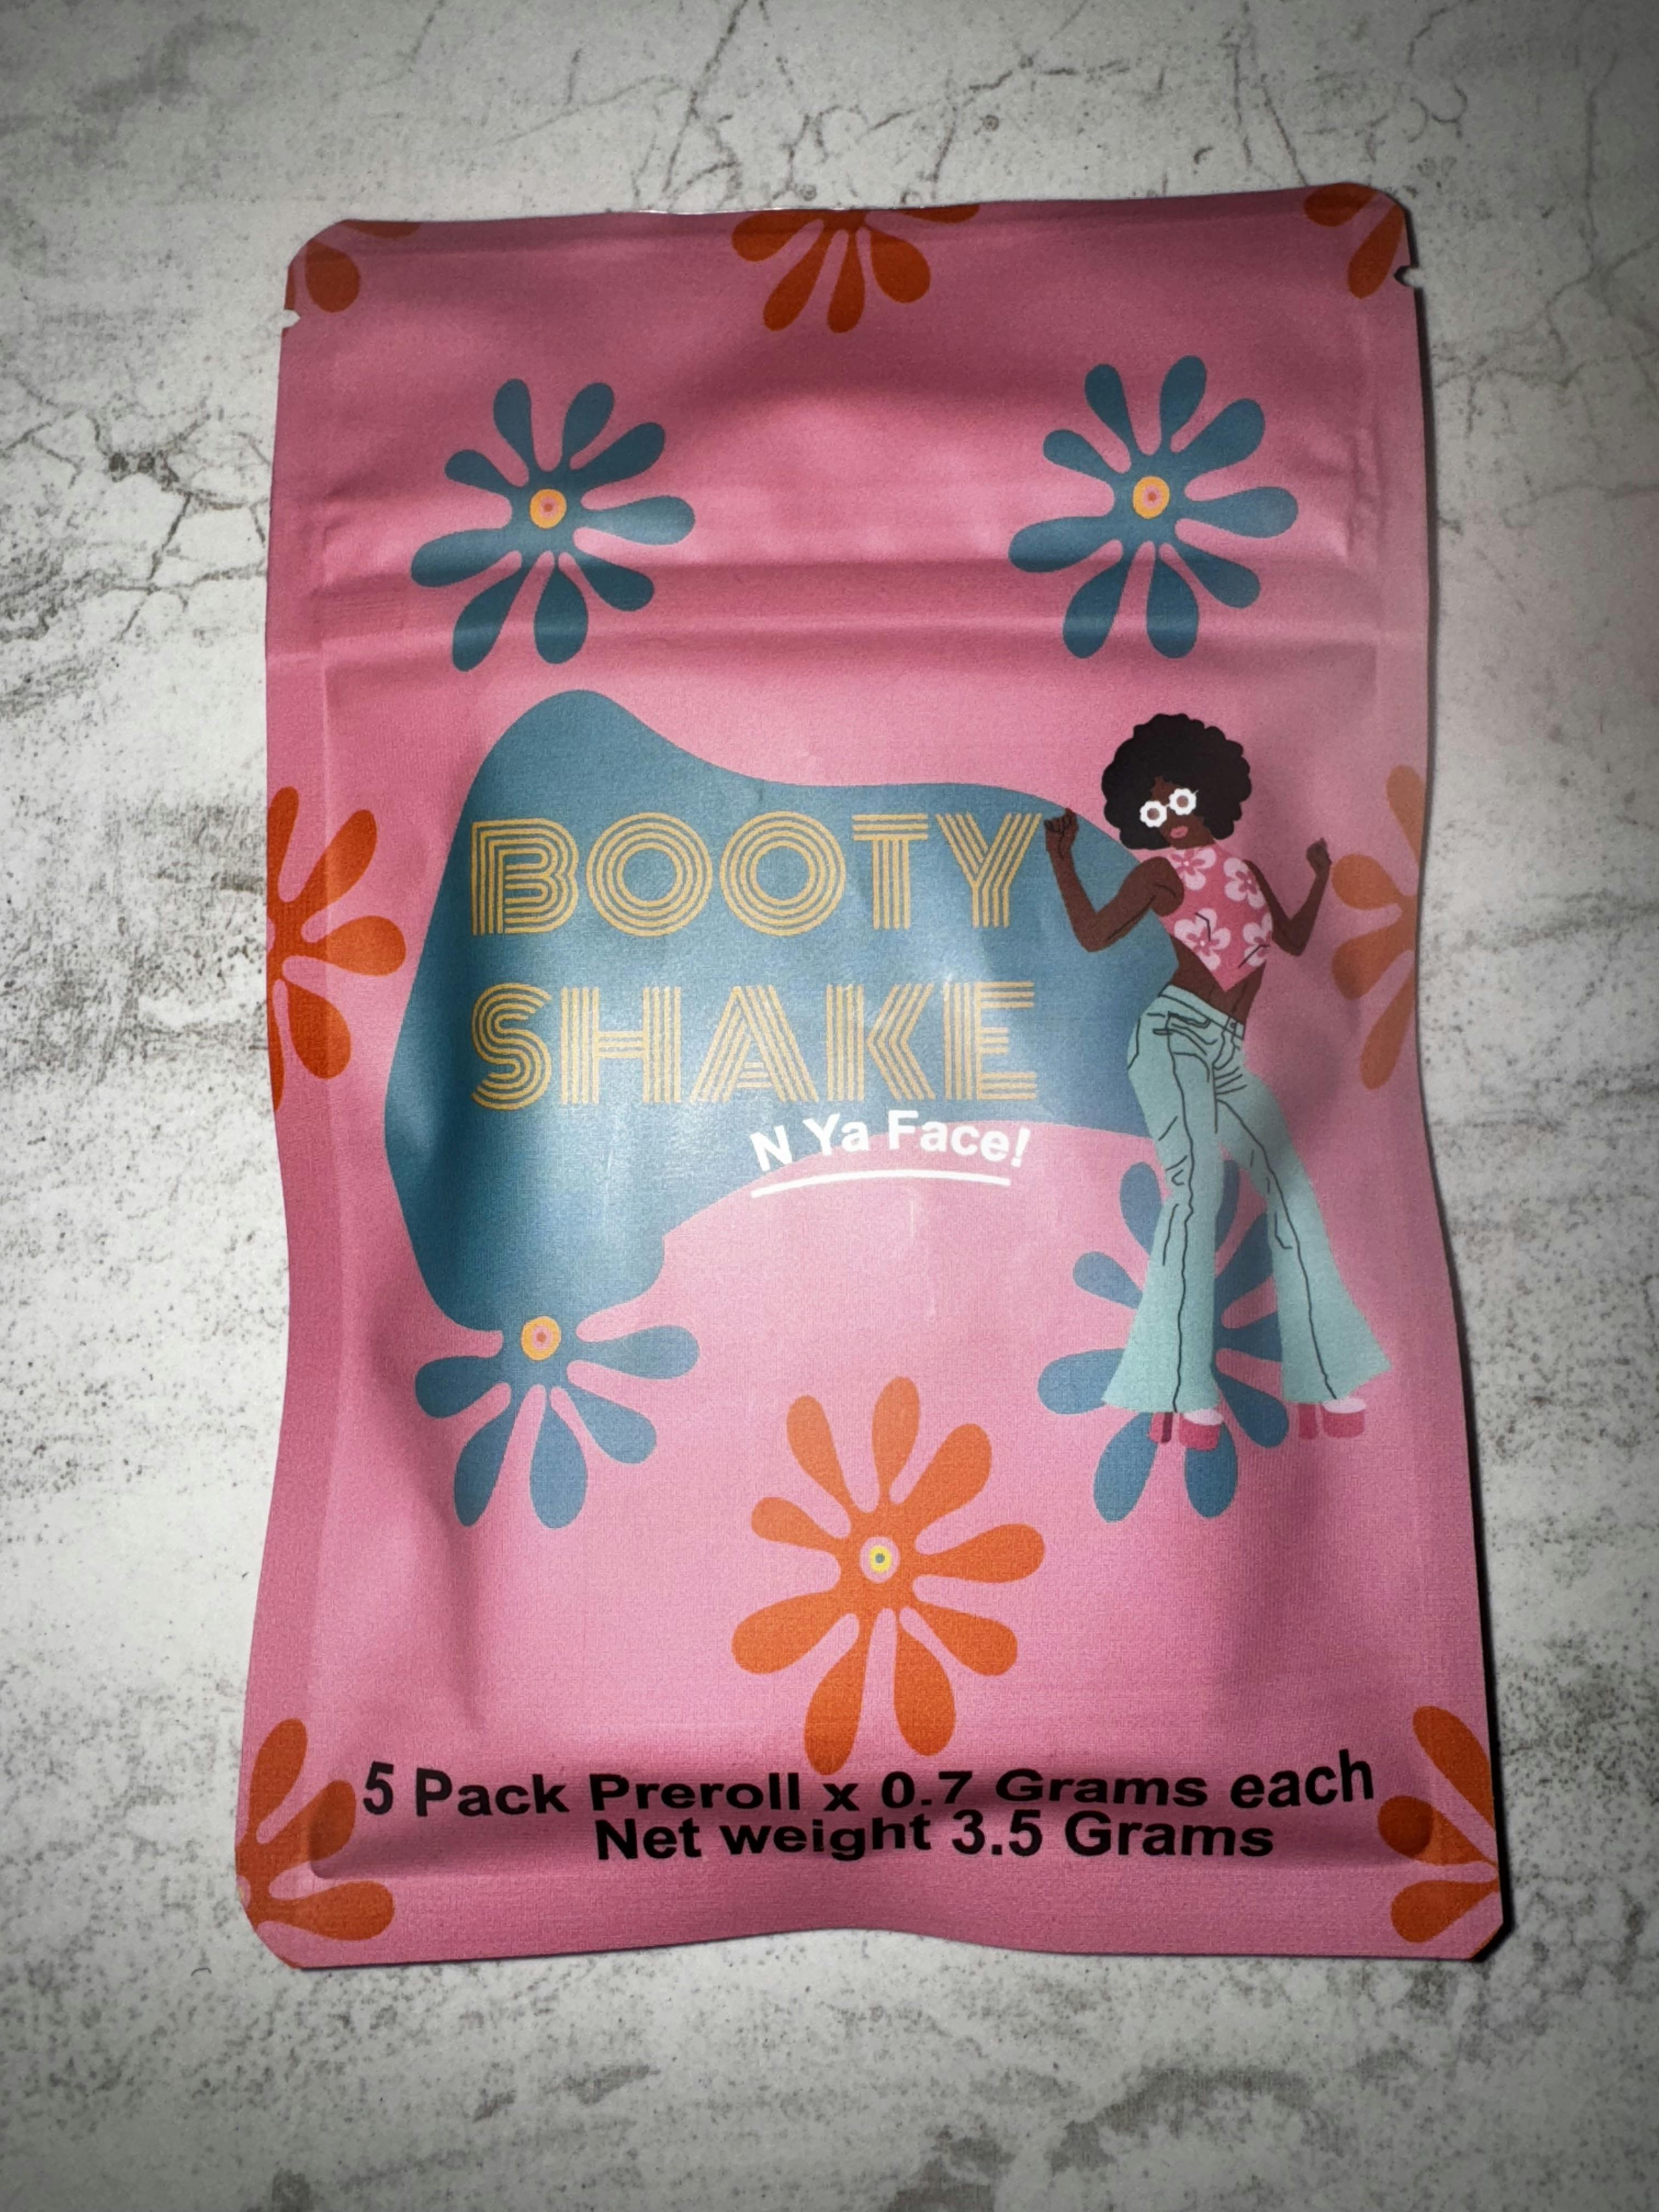 BOOTY
SHAKE
N Ya Face!
5 Pack Preroll x 0.7 Grams each
Net weight 3.5 Grams